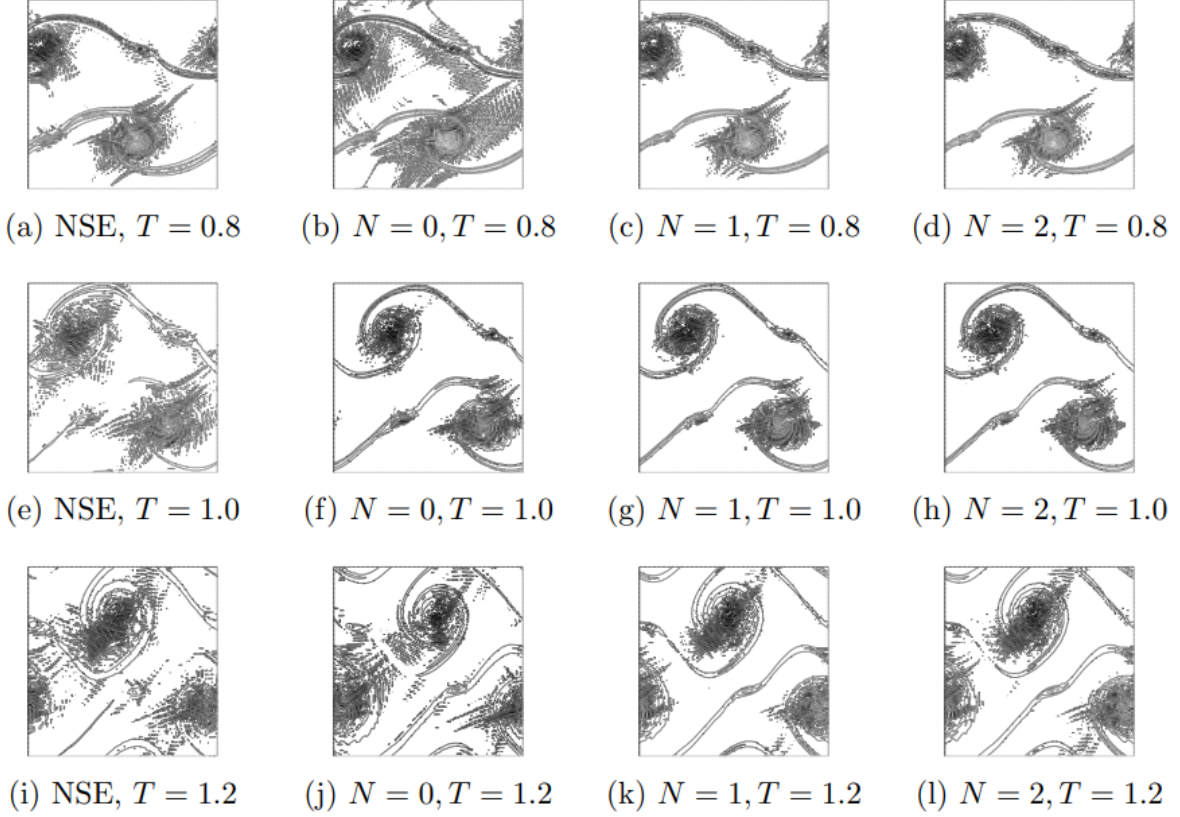 (a) NSE, T = 0.8 (b) N = 0, T = 0.8 (c) N = 1, T = 0.8 (d) N = 2, T = 0.8
(e) NSE, T = 1.0 (f) N = 0, T = 1.0 (g) N = 1, T = 1.0 (h) N = 2, T = 1.0
(i) NSE, T = 1.2 (j) N = 0, T = 1.2 (k) N = 1, T = 1.2 (l) N = 2, T = 1.2